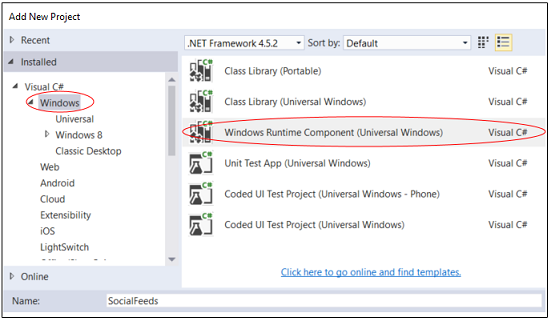 Add New Project
Recent
.NET Framework 4.5.2 Sort by: Default
Installed
Visual C#
Windows
Universal
Windows 8
Classic Desktop
Web
Android
Cloud
Extensibility
iOS
LightSwitch
Online
C# Class Library (Portable) Visual C#
C# Class Library (Universal Windows) Visual C#
C# Windows Runtime Component (Universal Windows) Visual C#
C# Unit Test App (Universal Windows) Visual C#
C# Coded UI Test Project (Universal Windows - Phone) Visual C#
C# Coded UI Test Project (Universal Windows) Visual C#
Click here to go online and find templates.
Name: SocialFeeds